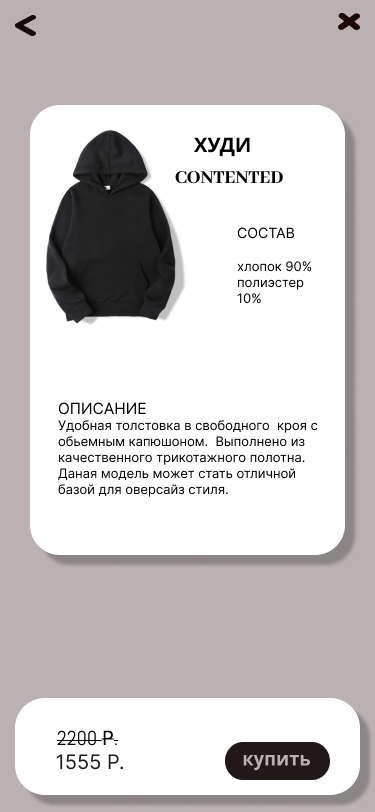 ХУДИ
CONTENTED
СОСТАВ
хлопок 90%
полиэстер
10%
ОПИСАНИЕ
Удобная толстовка в свободного  кроя с
обьемным капюшоном.  Выполнено из
качественного трикотажного полотна.
Даная модель может стать отличной
базой для оверсайз стиля.
2200 Р.
1555 Р.
купить